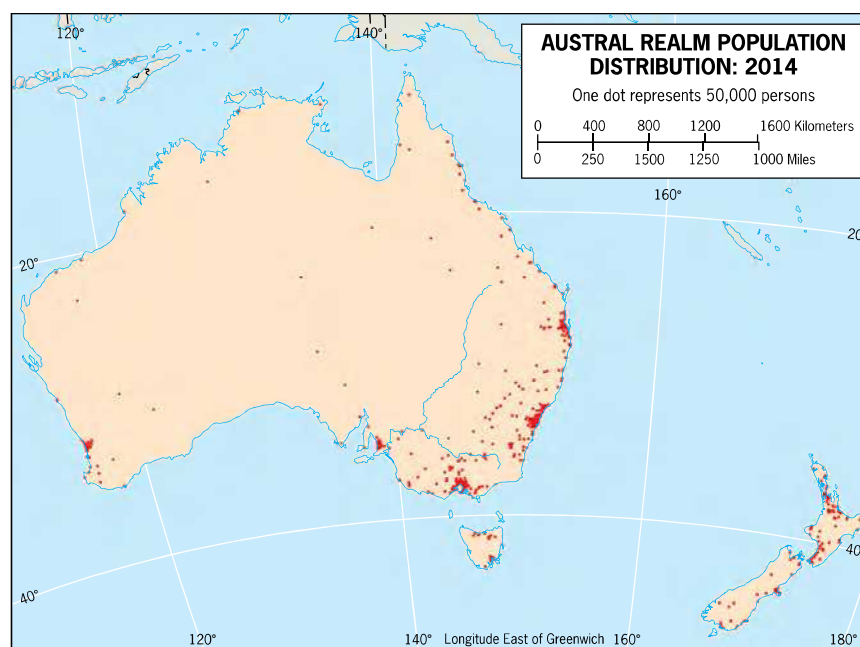 AUSTRAL REALM POPULATION
DISTRIBUTION: 2014
One dot represents 50,000 persons
0 400 800 1200 1600 Kilometers
0 250 1500 1250 1000 Miles
120°
140°
160°
20°
20°
40°
40°
120°
140°
Longitude East of Greenwich
160°
180°